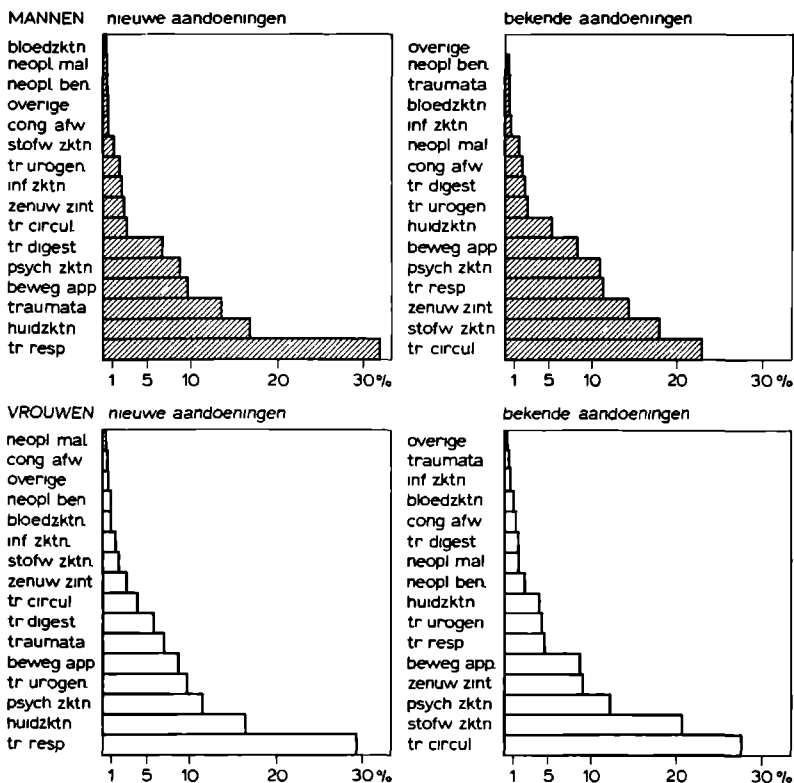 MANNEN nieuwe aandoeningen
bloedzktn
neopl mal
neopl ben
overige
cong afw
stofw zktn
tr urogen
inf zktn
zenuw zint
tr circul.
tr digest
psych zktn
beweg app
traumata
huidzktn
tr resp
1 5 10 20 30 %
bekende aandoeningen
overige
neopl ben.
traumata
bloedzktn
inf zktn
neopl mal
cong afw
tr digest
tr urogen
huidzktn
beweg app
psych zktn
tr resp
zenuw zint
stofw zktn
tr circul
1 5 10 20 30 %
VROUWEN nieuwe aandoeningen
neopl mal
cong afw
overige
neopl ben
bloedzktn.
inf zktn.
stofw zktn.
zenuw zint
tr circul
tr digest
traumata
beweg app
tr urogen.
psych zktn
huidzktn
tr resp
1 5 10 20 30 %
bekende aandoeningen
overige
traumata
inf zktn
bloedzktn
cong afw
tr digest
neopl mal
neopl ben.
huidzktn
tr urogen
tr resp
beweg app.
zenuw zint
psych zktn
stofw zktn
tr circul
1 5 10 20 30 %